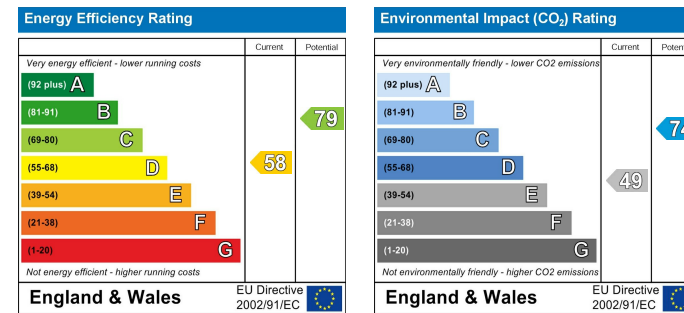 Energy Efficiency Rating
Current Potential
Very energy efficient - lower running costs
(92 plus) A
(81-91) B
(69-80) C
(55-68) D
(39-54) E
(21-38) F
(1-20) G
58
79
Not energy efficient - higher running costs
England & Wales
EU Directive
2002/91/EC
Environmental Impact (CO₂) Rating
Current Poten
Very environmentally friendly - lower CO2 emissions
(92 plus) A
(81-91) B
(69-80) C
(55-68) D
(39-54) E
(21-38) F
(1-20) G
49
74
Not environmentally friendly - higher CO2 emissions
England & Wales
EU Directive
2002/91/EC